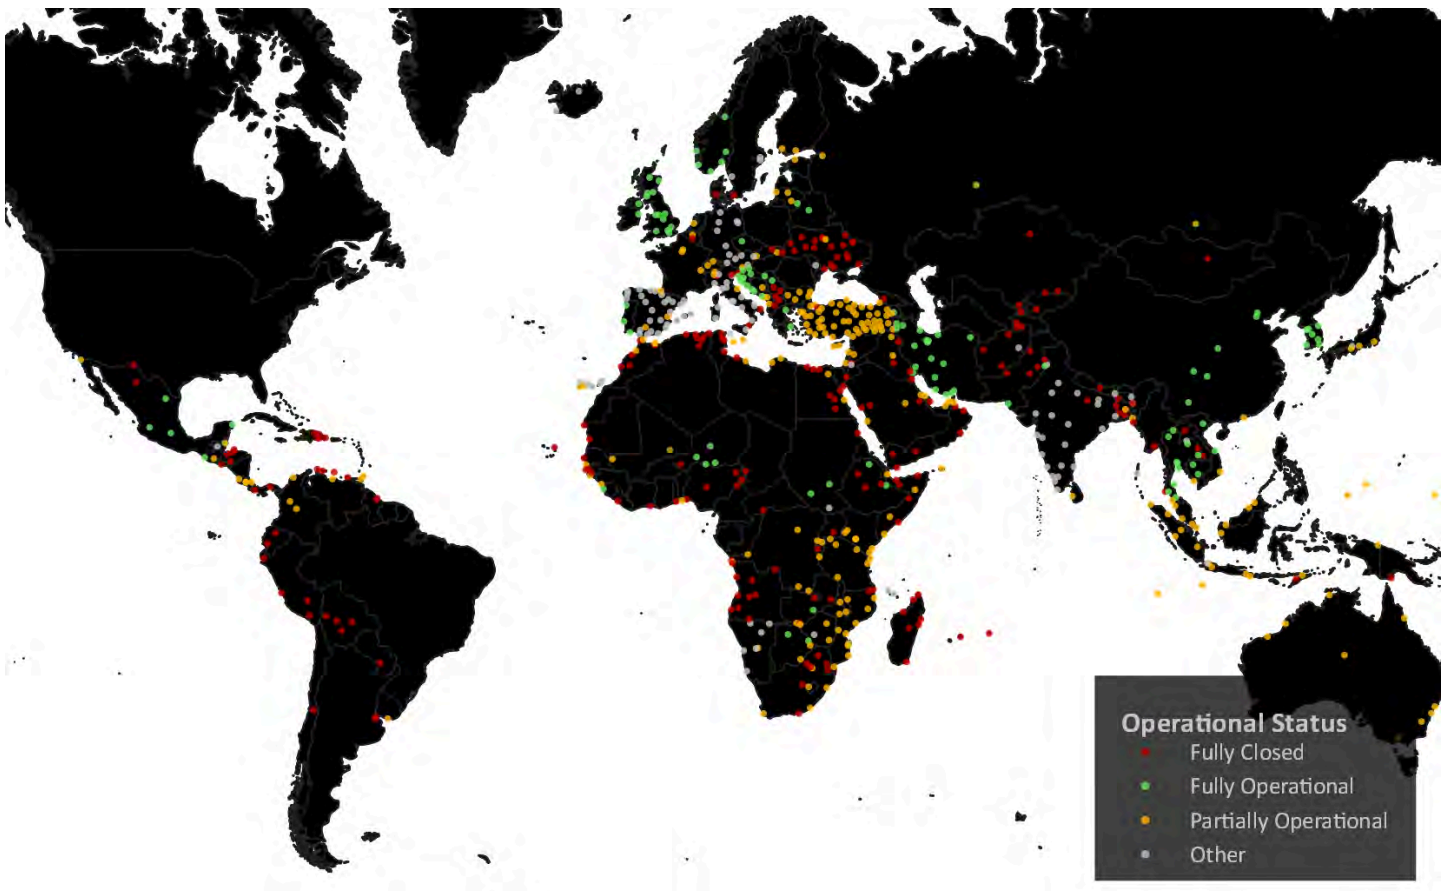 Operational Status
Fully Closed
Fully Operational
Partially Operational
Other